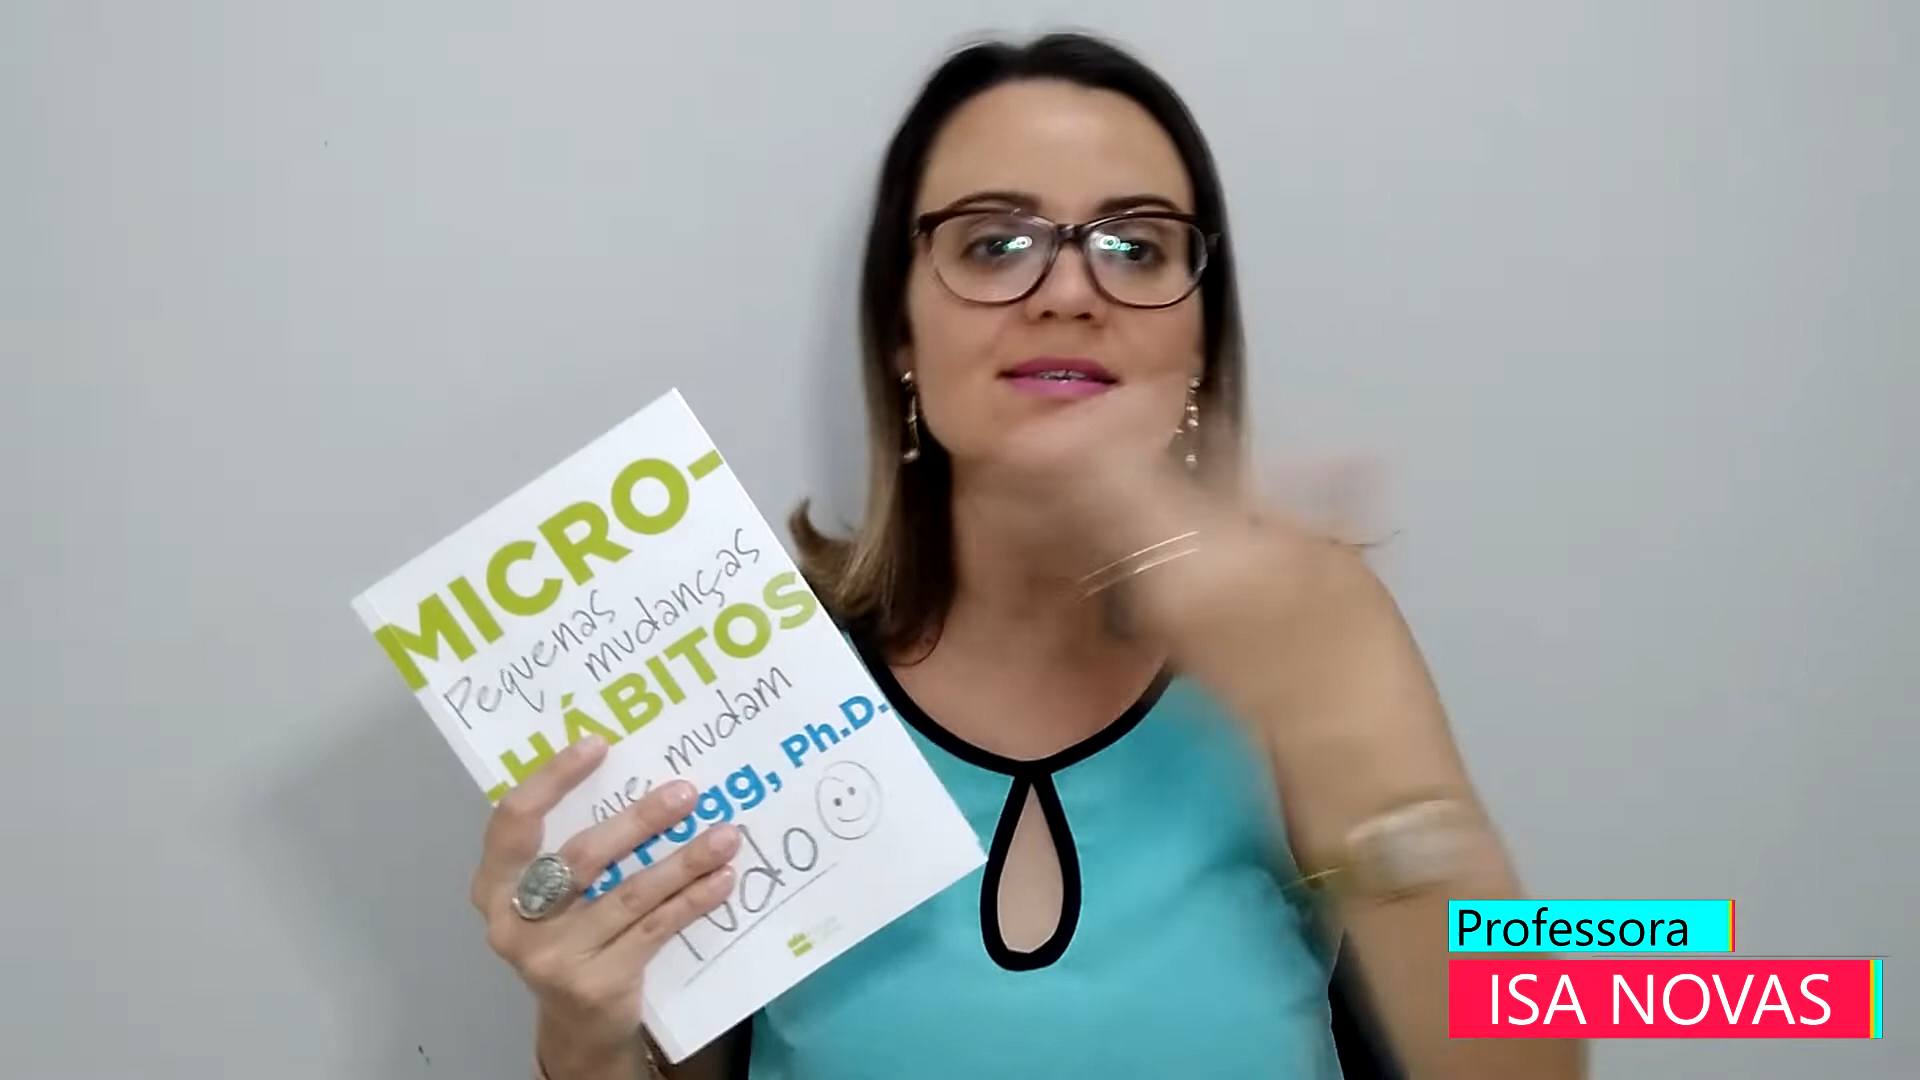 MICRO-
Pequenas
mudanças
-HÁBITOS
que mudam
Fogg, Ph.D.
tudo
Professora
ISA NOVAS